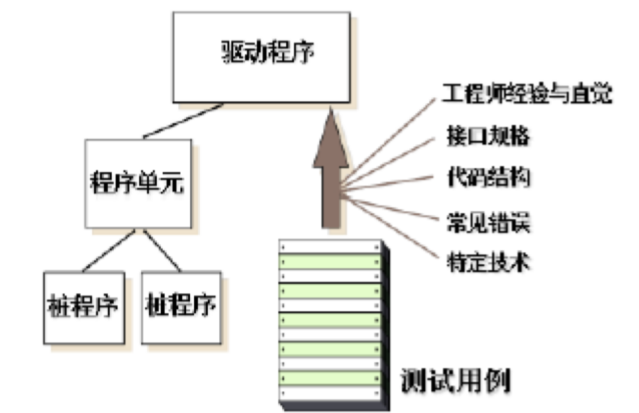 驱动程序
工程师经验与直觉
接口规格
程序单元
代码结构
常见错误
特定技术
桩程序
桩程序
测试用例